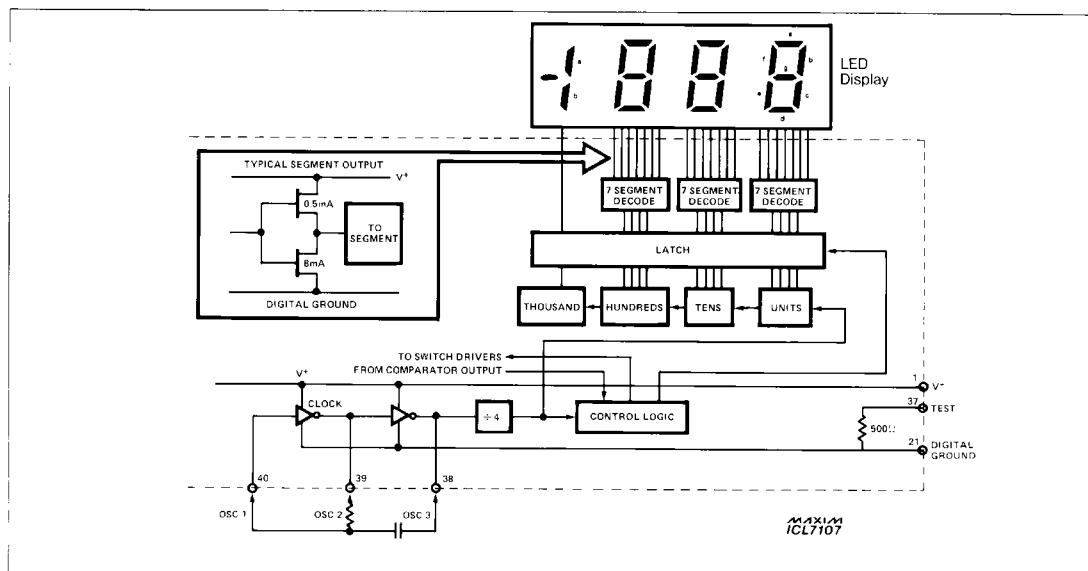 a
b
a
f
b
g
e
c
d
LED
Display
TYPICAL SEGMENT OUTPUT
V+
0.5mA
TO
SEGMENT
8mA
DIGITAL GROUND
7 SEGMENT
DECODE
7 SEGMENT
DECODE
7 SEGMENT
DECODE
LATCH
THOUSAND
HUNDREDS
TENS
UNITS
TO SWITCH DRIVERS
FROM COMPARATOR OUTPUT
V+
CLOCK
÷4
CONTROL LOGIC
1
V+
37
TEST
500Ω
21
DIGITAL
GROUND
40
39
38
OSC 1
OSC 2
OSC 3
MAXIM
ICL7107